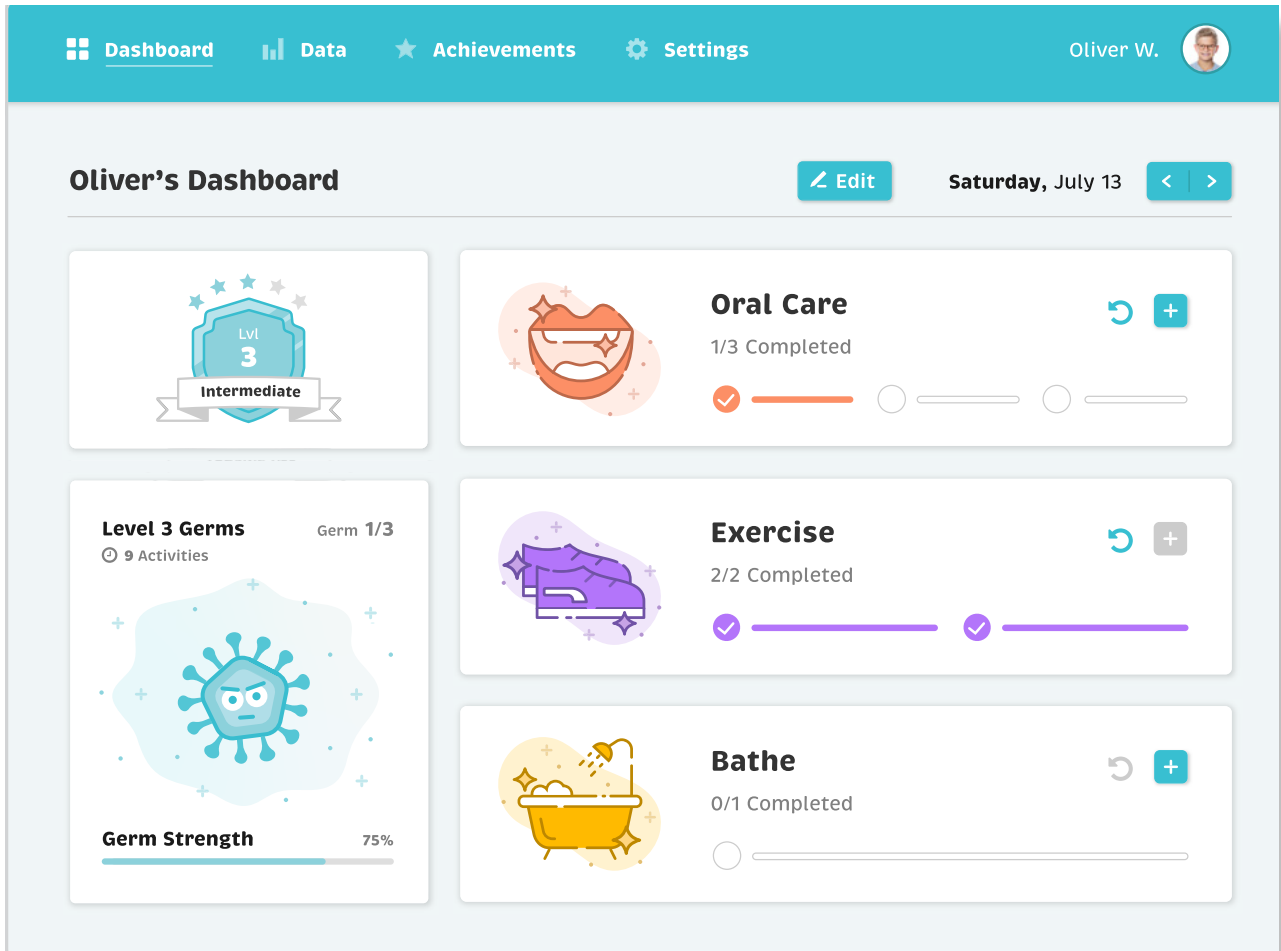 Dashboard Data Achievements Settings Oliver W.
Oliver’s Dashboard Edit Saturday, July 13 < >
Lvl
3
Intermediate
Level 3 Germs Germ 1/3
9 Activities
Germ Strength 75%
Oral Care
1/3 Completed
Exercise
2/2 Completed
Bathe
0/1 Completed